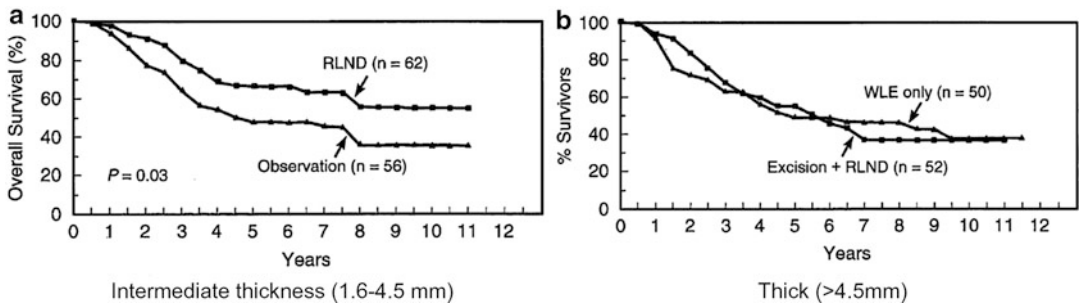 a
Overall Survival (%)
100
80
60
40
20
0
RLND (n = 62)
Observation (n = 56)
P = 0.03
0 1 2 3 4 5 6 7 8 9 10 11 12
Years
Intermediate thickness (1.6-4.5 mm)
b
% Survivors
100
80
60
40
20
0
WLE only (n = 50)
Excision + RLND (n = 52)
0 1 2 3 4 5 6 7 8 9 10 11 12
Years
Thick (>4.5mm)